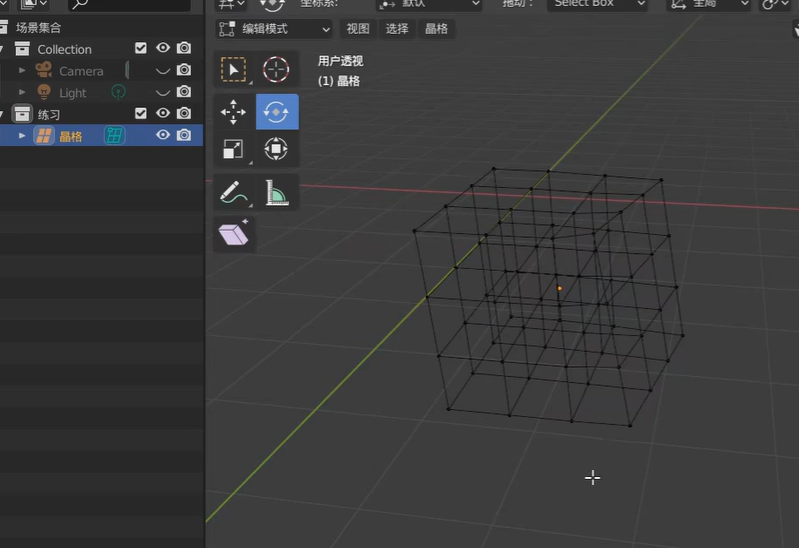 坐标系: 默认 拖动: Select Box 全局
场景集合
编辑模式 视图 选择 晶格
Collection
用户透视
Camera
(1) 晶格
Light
练习
晶格